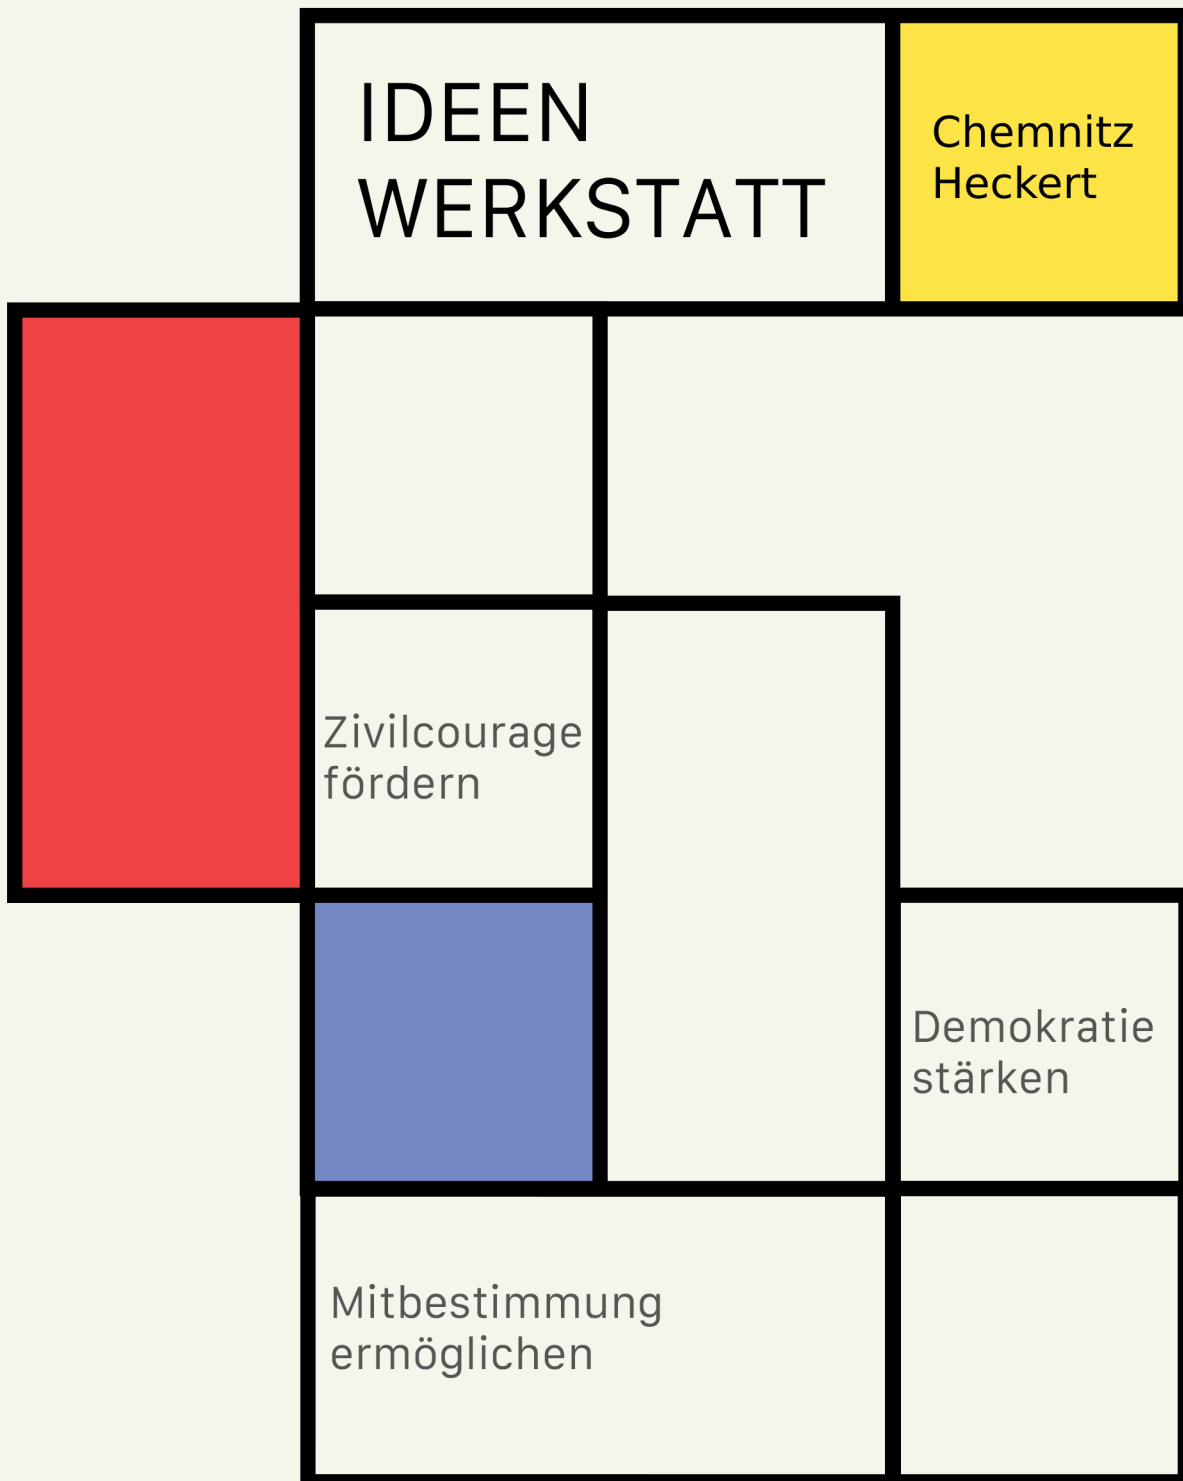 IDEEN
WERKSTATT
Chemnitz
Heckert
Zivilcourage
fördern
Demokratie
stärken
Mitbestimmung
ermöglichen